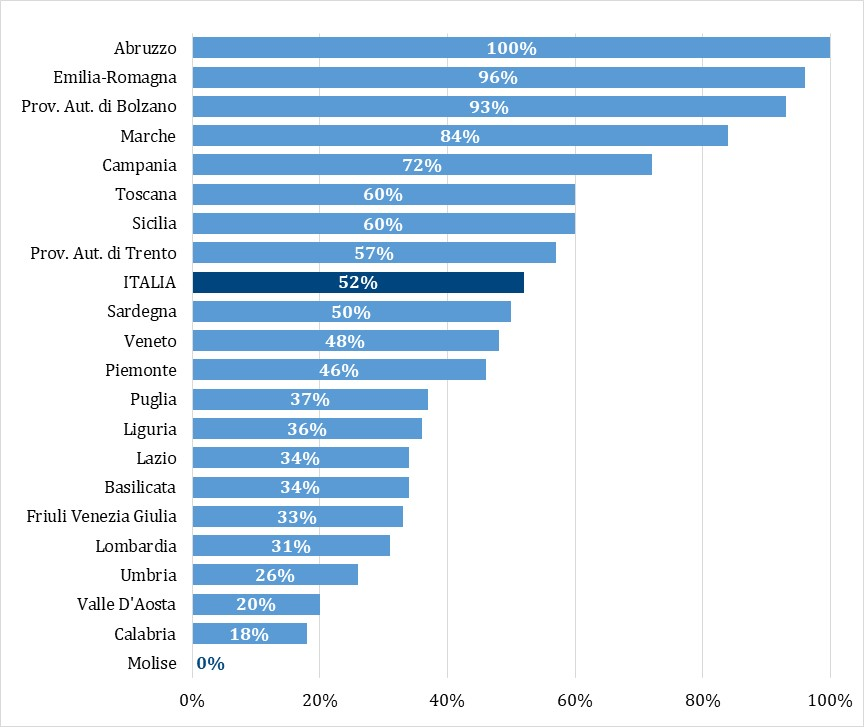 Abruzzo 100%
Emilia-Romagna 96%
Prov. Aut. di Bolzano 93%
Marche 84%
Campania 72%
Toscana 60%
Sicilia 60%
Prov. Aut. di Trento 57%
ITALIA 52%
Sardegna 50%
Veneto 48%
Piemonte 46%
Puglia 37%
Liguria 36%
Lazio 34%
Basilicata 34%
Friuli Venezia Giulia 33%
Lombardia 31%
Umbria 26%
Valle D'Aosta 20%
Calabria 18%
Molise 0%
0% 20% 40% 60% 80% 100%